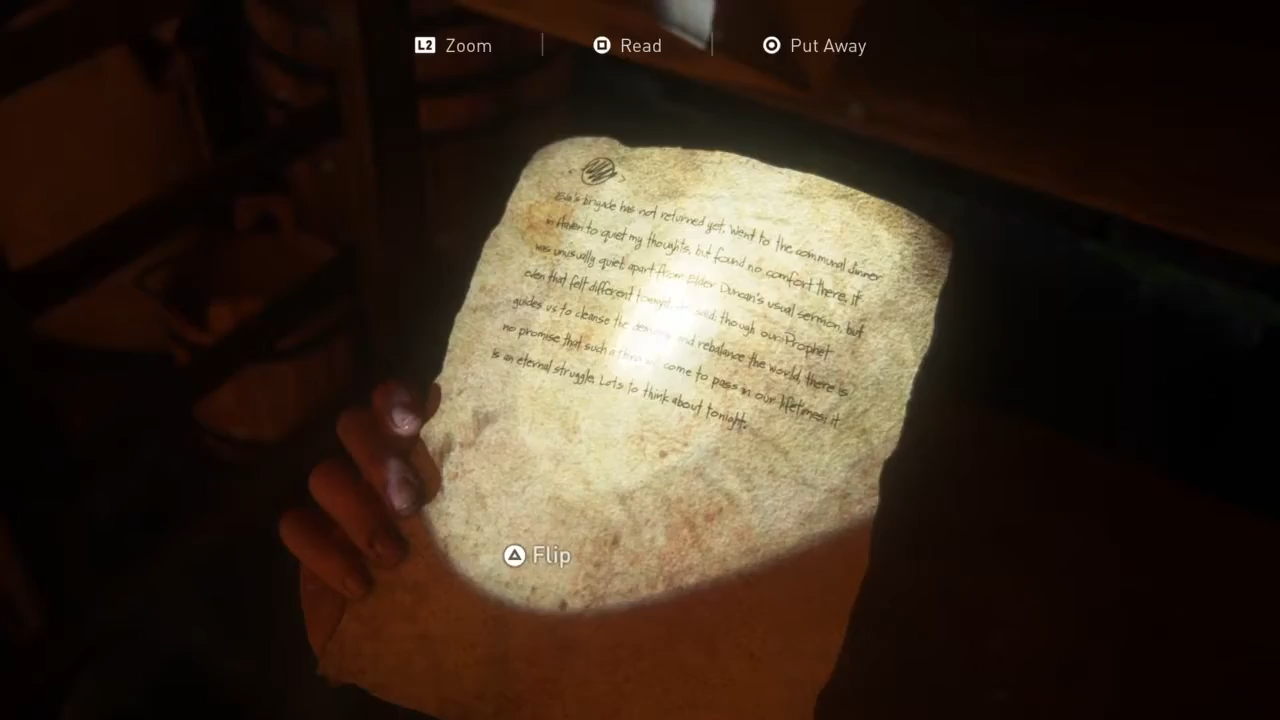 L2 Zoom
Read
Put Away
Eva's brigade has not returned yet. Went to the communal dinner
in Haven to quiet my thoughts, but found no comfort there. It
was unusually quiet, apart from Elder Duncan's usual sermon, but
even that felt different tonight. He said, though our Prophet
guides us to cleanse the and rebalance the world, there is
no promise that such a come to pass in our lifetimes. It
is an eternal struggle. Lots to think about tonight.
Flip